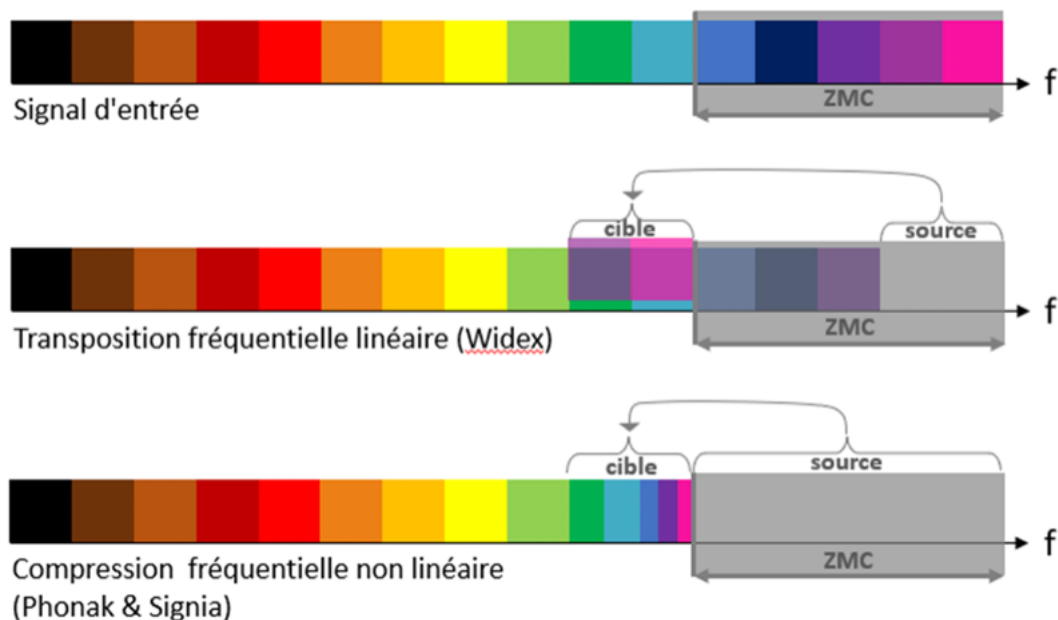 f
ZMC
Signal d'entrée
cible
source
f
ZMC
Transposition fréquentielle linéaire (Widex)
cible
source
f
ZMC
Compression  fréquentielle non linéaire
(Phonak & Signia)